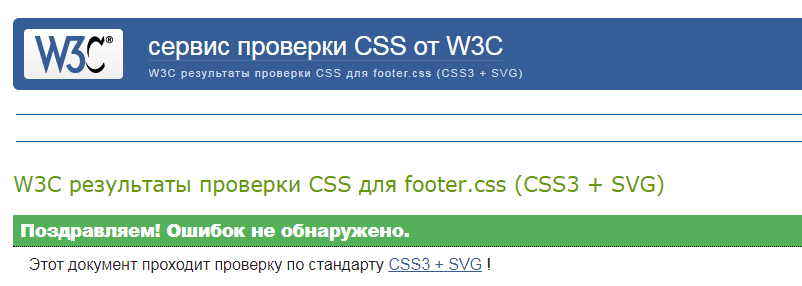 W3C®
сервис проверки CSS от W3C
W3C результаты проверки CSS для footer.css (CSS3 + SVG)
W3C результаты проверки CSS для footer.css (CSS3 + SVG)
Поздравляем! Ошибок не обнаружено.
Этот документ проходит проверку по стандарту CSS3 + SVG !